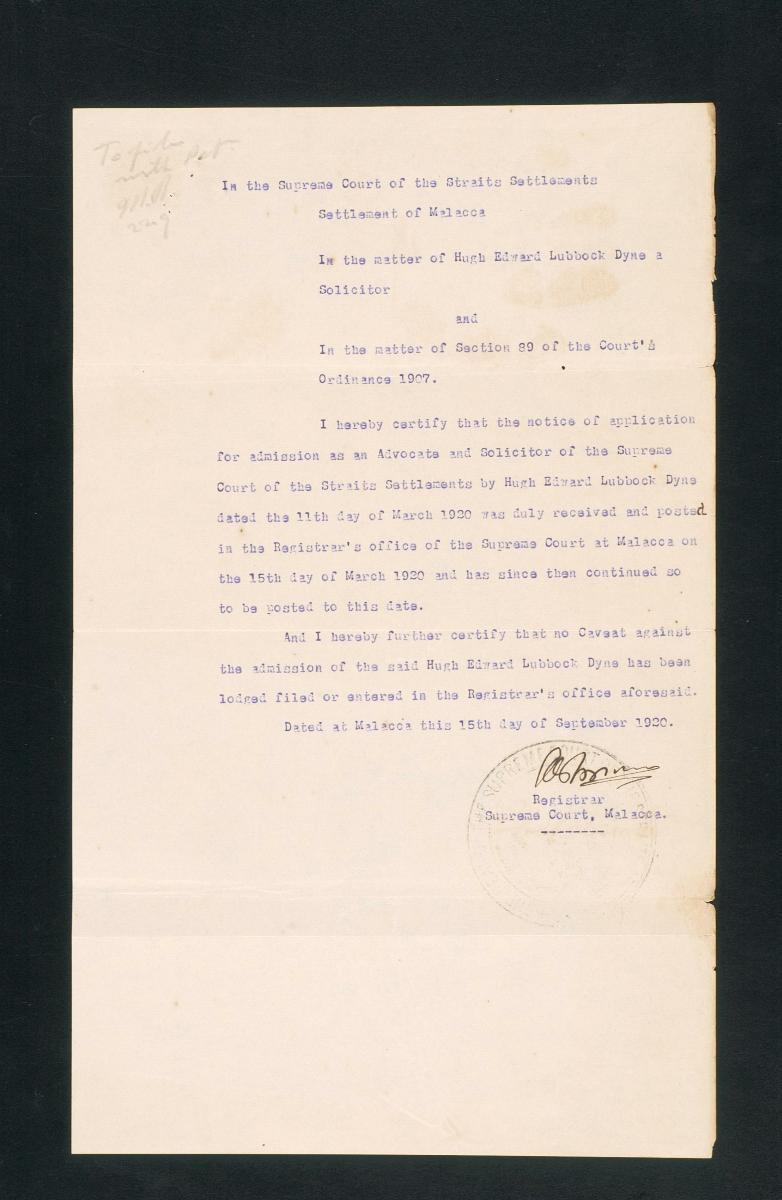 To file
with Pet.
In the Supreme Court of the Straits Settlements
Settlement of Malacca
In the matter of Hugh Edward Lubbock Dyne a
Solicitor
and
In the matter of Section 89 of the Court's
Ordinance 1907.
I hereby certify that the notice of application
for admission as an Advocate and Solicitor of the Supreme
Court of the Straits Settlements by Hugh Edward Lubbock Dyne
dated the 11th day of March 1920 was duly received and posted
in the Registrar's office of the Supreme Court at Malacca on
the 15th day of March 1920 and has since then continued so
to be posted to this date.
And I hereby further certify that no Caveat against
the admission of the said Hugh Edward Lubbock Dyne has been
lodged filed or entered in the Registrar's office aforesaid.
Dated at Malacca this 15th day of September 1920.
SUPREME COURT
Registrar
Supreme Court, Malacca.